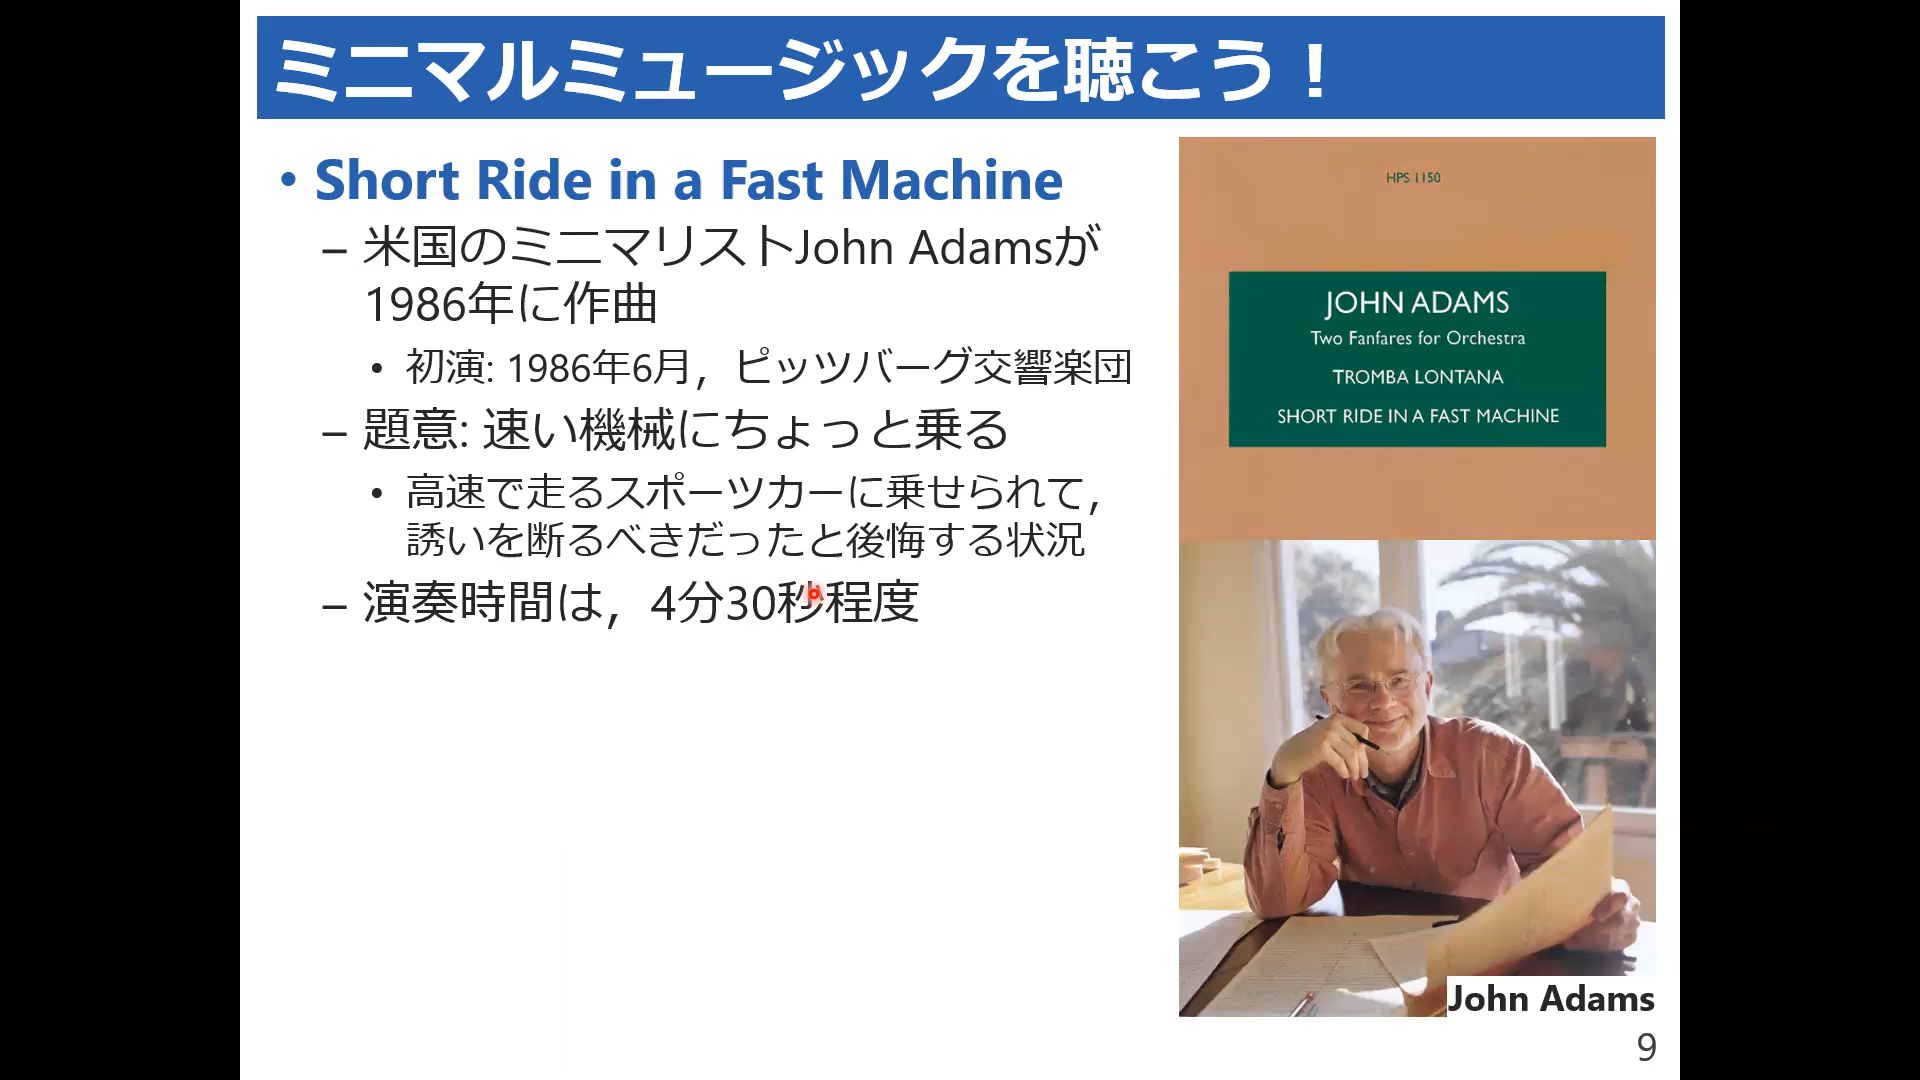 ミニマルミュージックを聴こう！
• Short Ride in a Fast Machine
– 米国のミニマリストJohn Adamsが
1986年に作曲
• 初演: 1986年6月，ピッツバーグ交響楽団
– 題意: 速い機械にちょっと乗る
• 高速で走るスポーツカーに乗せられて，
誘いを断るべきだったと後悔する状況
– 演奏時間は，4分30秒程度
HPS 1150
JOHN ADAMS
Two Fanfares for Orchestra
TROMBA LONTANA
SHORT RIDE IN A FAST MACHINE
John Adams
9